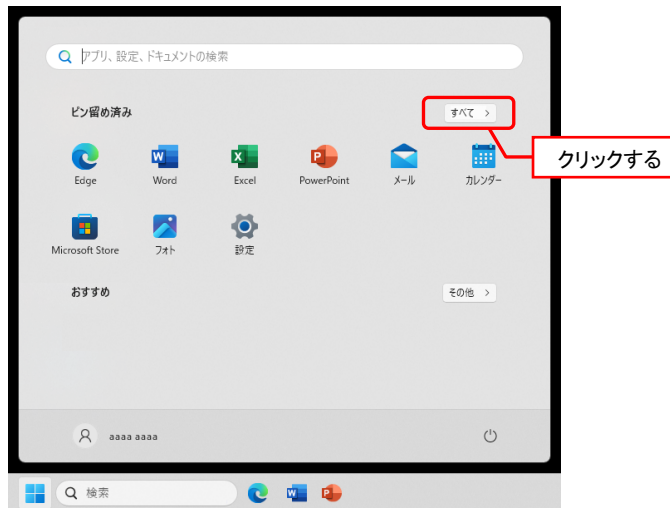 アプリ、設定、ドキュメントの検索
ピン留め済み
すべて >
クリックする
Edge
Word
Excel
PowerPoint
メール
カレンダー
Microsoft Store
フォト
設定
おすすめ
その他 >
aaaa aaaa
検索